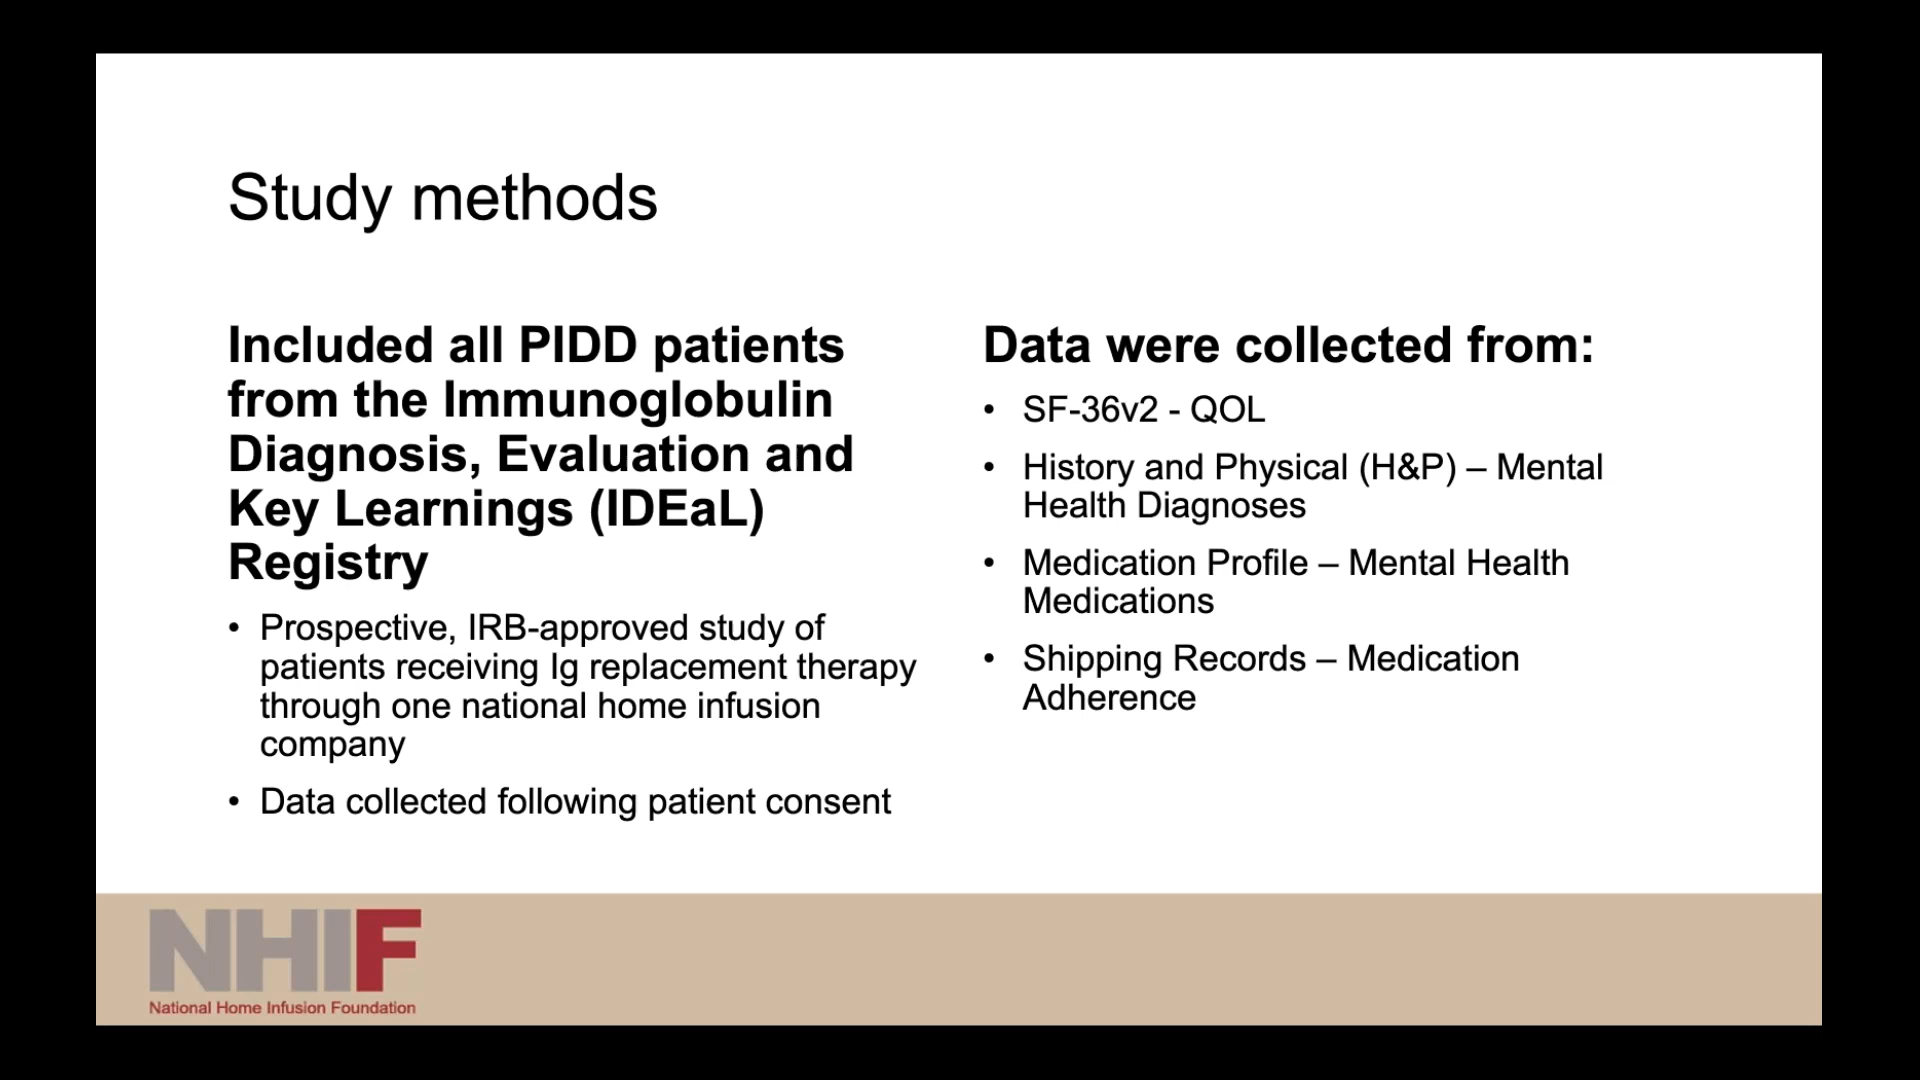 Study methods
Included all PIDD patients
from the Immunoglobulin
Diagnosis, Evaluation and
Key Learnings (IDEaL)
Registry
• Prospective, IRB-approved study of
patients receiving Ig replacement therapy
through one national home infusion
company
• Data collected following patient consent
Data were collected from:
• SF-36v2 - QOL
• History and Physical (H&P) – Mental
Health Diagnoses
• Medication Profile – Mental Health
Medications
• Shipping Records – Medication
Adherence
NHIF
National Home Infusion Foundation